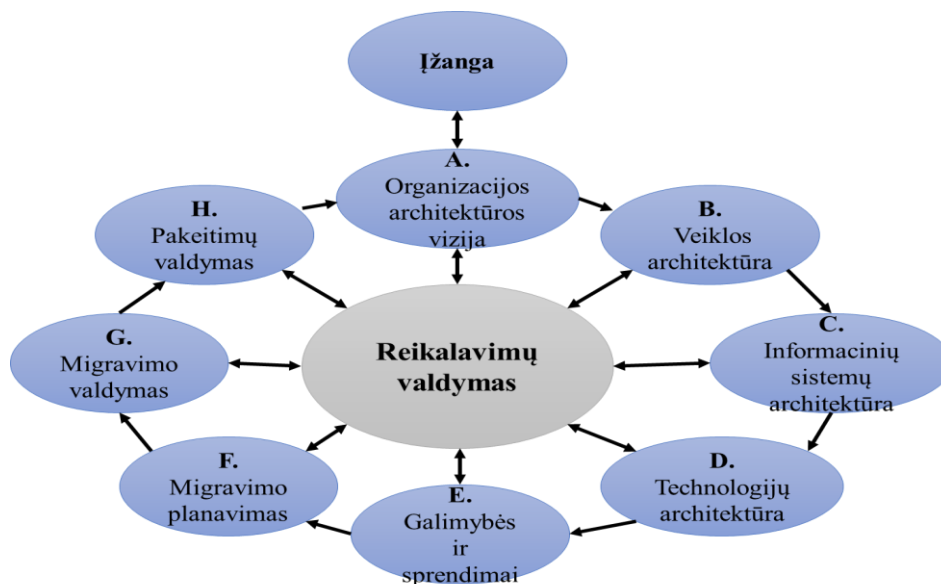 Įžanga
A.
Organizacijos
architektūros
vizija
B.
Veiklos
architektūra
C.
Informacinių
sistemų
architektūra
D.
Technologijų
architektūra
E.
Galimybės
ir
sprendimai
F.
Migravimo
planavimas
G.
Migravimo
valdymas
H.
Pakeitimų
valdymas
Reikalavimų
valdymas